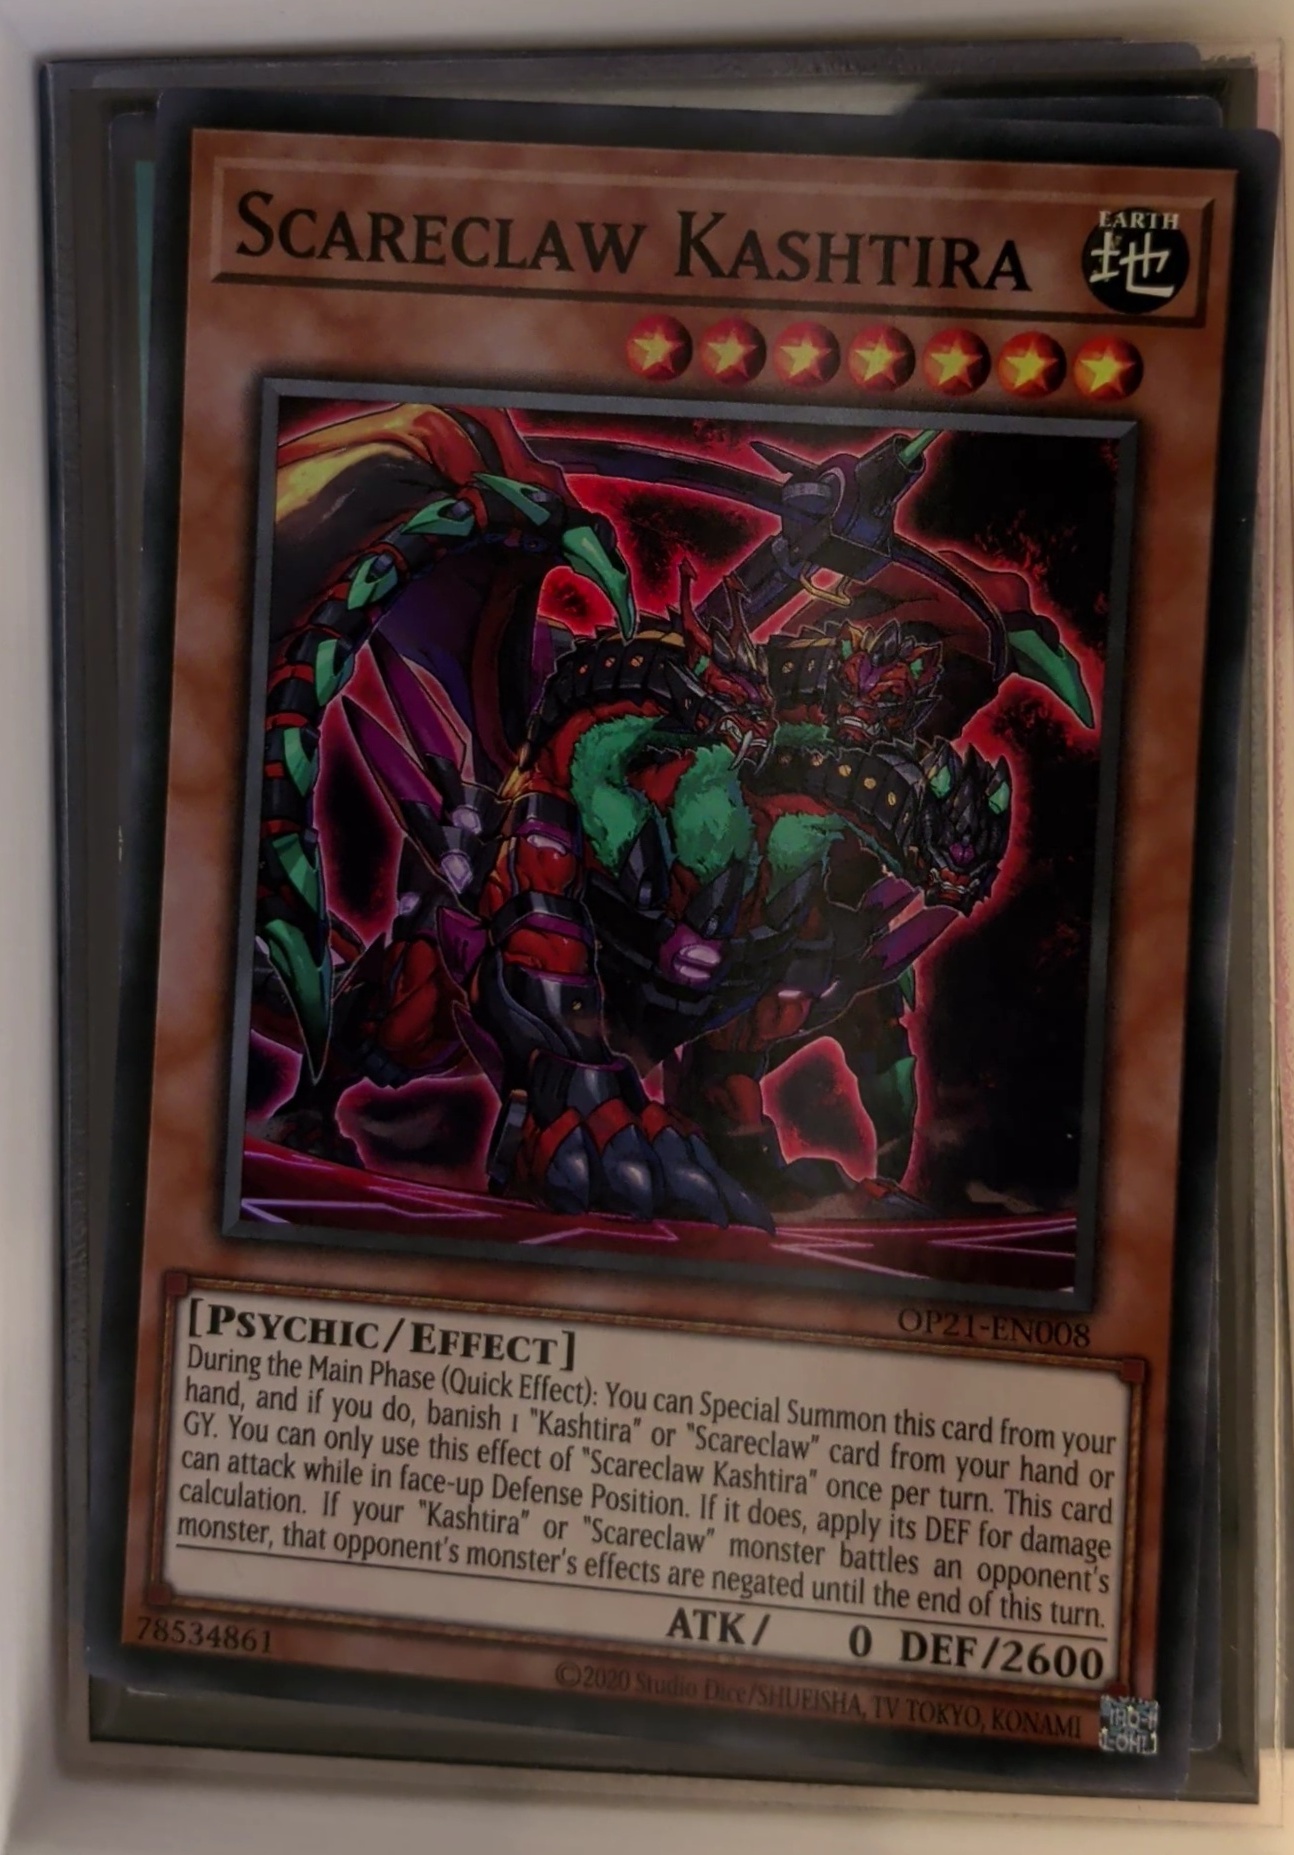 SCARECLAW KASHTIRA
EARTH
地
OP21-EN008
[PSYCHIC/EFFECT]
During the Main Phase (Quick Effect): You can Special Summon this card from your
hand, and if you do, banish 1 "Kashtira" or "Scareclaw" card from your hand or
GY. You can only use this effect of "Scareclaw Kashtira" once per turn. This card
can attack while in face-up Defense Position. If it does, apply its DEF for damage
calculation. If your "Kashtira" or "Scareclaw" monster battles an opponent's
monster, that opponent's monster's effects are negated until the end of this turn.
ATK/ 0 DEF/2600
78534861
©2020 Studio Dice/SHUEISHA, TV TOKYO, KONAMI